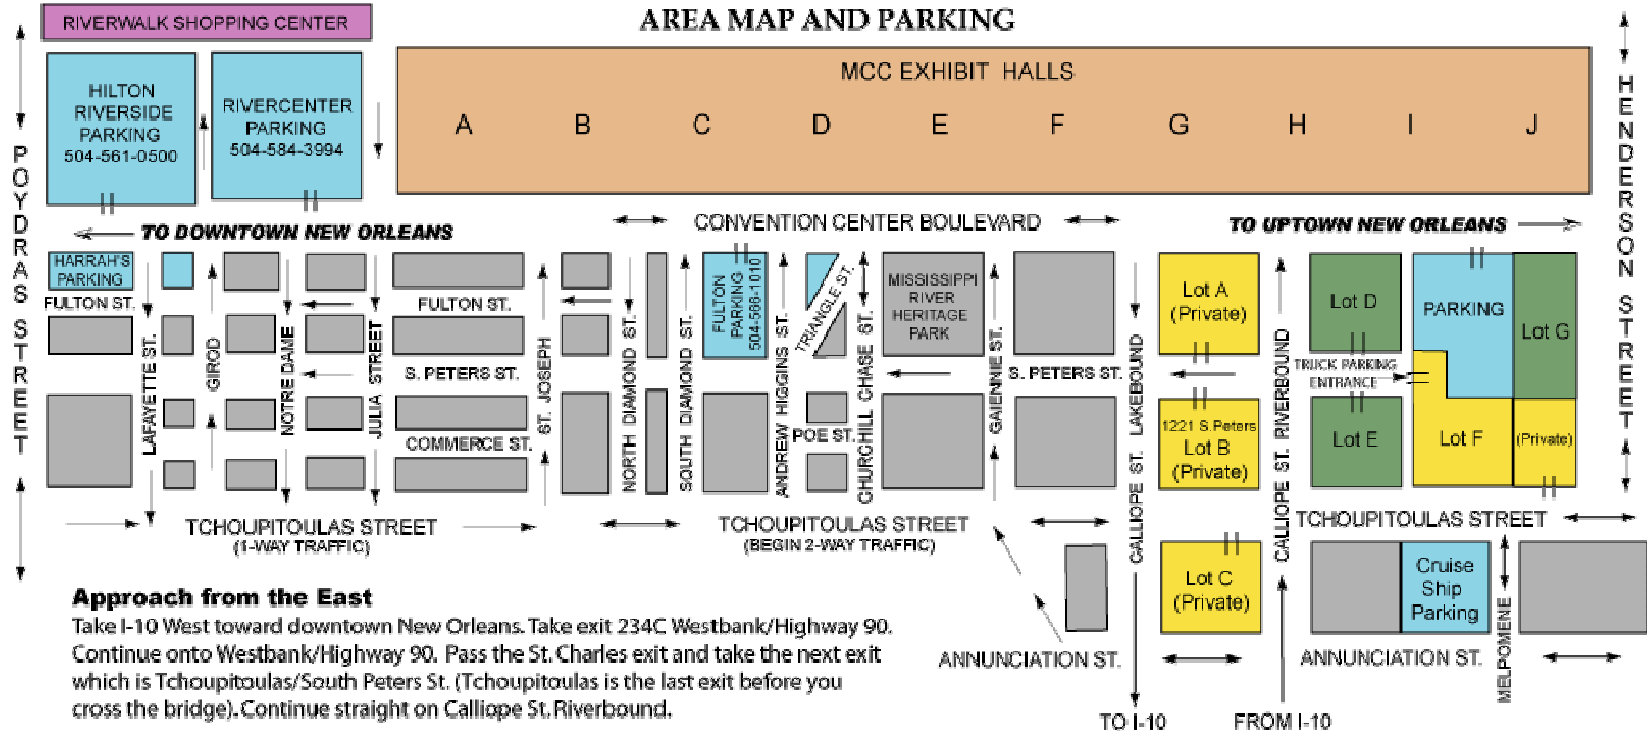 RIVERWALK SHOPPING CENTER
AREA MAP AND PARKING
HILTON
RIVERSIDE
PARKING
504-561-0500
RIVERCENTER
PARKING
504-584-3994
MCC EXHIBIT HALLS
A B C D E F G H I J
POYDRAS STREET
HENDERSON STREET
CONVENTION CENTER BOULEVARD
TO DOWNTOWN NEW ORLEANS
TO UPTOWN NEW ORLEANS
HARRAH'S
PARKING
FULTON ST.
LAFAYETTE ST.
GIROD
NOTRE DAME
JULIA STREET
FULTON ST.
S. PETERS ST.
COMMERCE ST.
ST. JOSEPH
NORTH DIAMOND ST.
SOUTH DIAMOND ST.
FULTON
PARKING
504-566-1010
ANDREW HIGGINS ST.
TRIANGLE ST.
POE ST.
CHURCHILL CHASE ST.
MISSISSIPPI
RIVER
HERITAGE
PARK
GAIENNIE ST.
S. PETERS ST.
CALLIOPE ST. LAKEBOUND
Lot A
(Private)
1221 S.Peters
Lot B
(Private)
CALLIOPE ST. RIVERBOUND
Lot D
TRUCK PARKING
ENTRANCE
Lot E
PARKING
Lot G
Lot F
(Private)
TCHOUPITOULAS STREET
(1-WAY TRAFFIC)
TCHOUPITOULAS STREET
(BEGIN 2-WAY TRAFFIC)
TCHOUPITOULAS STREET
Lot C
(Private)
Cruise
Ship
Parking
MELPOMENE
ANNUNCIATION ST.
ANNUNCIATION ST.
TO I-10
FROM I-10
Approach from the East
Take I-10 West toward downtown New Orleans. Take exit 234C Westbank/Highway 90.
Continue onto Westbank/Highway 90. Pass the St. Charles exit and take the next exit
which is Tchoupitoulas/South Peters St. (Tchoupitoulas is the last exit before you
cross the bridge). Continue straight on Calliope St. Riverbound.